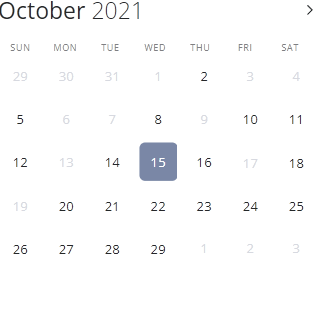 October 2021
SUN MON TUE WED THU FRI SAT
29 30 31 1 2 3 4
5 6 7 8 9 10 11
12 13 14 15 16 17 18
19 20 21 22 23 24 25
26 27 28 29 1 2 3